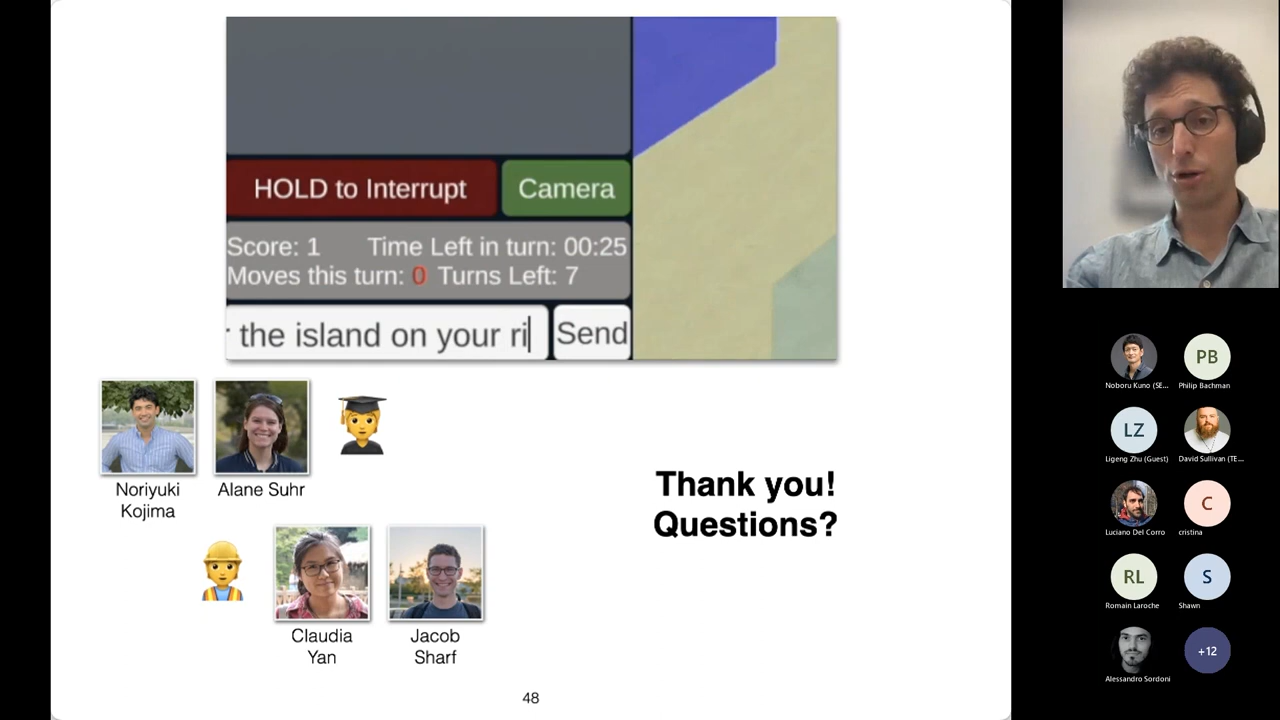 HOLD to Interrupt
Camera
Score: 1
Time Left in turn: 00:25
Moves this turn: 0
Turns Left: 7
the island on your ri
Send
Noriyuki
Kojima
Alane Suhr
Claudia
Yan
Jacob
Sharf
Thank you!
Questions?
48
Noboru Kuno (SE...
PB
Philip Bachman
LZ
Ligeng Zhu (Guest)
David Sullivan (TE...
Luciano Del Corro
C
cristina
RL
Romain Laroche
S
Shawn
Alessandro Sordoni
+12